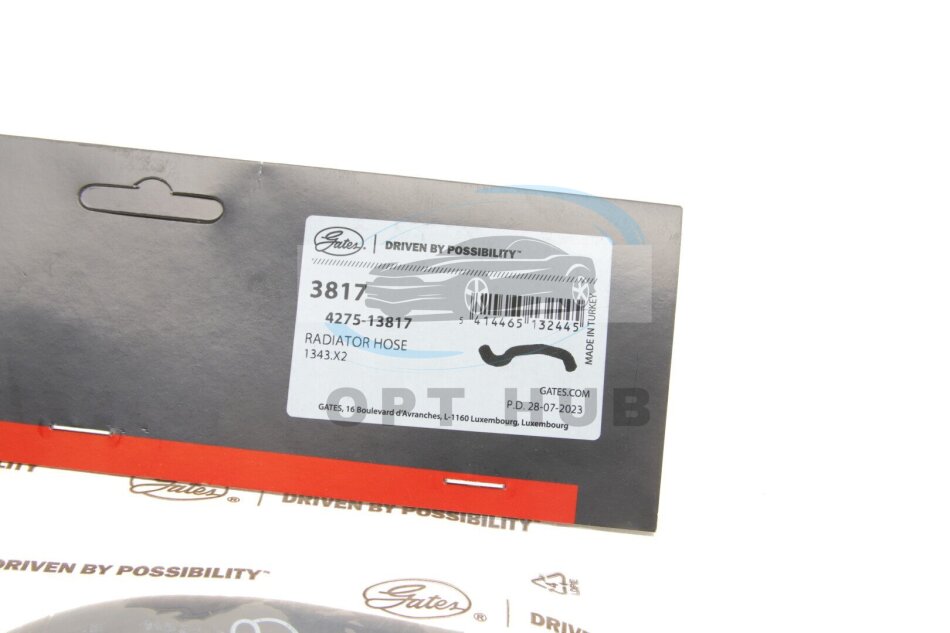 Gates® | DRIVEN BY POSSIBILITY™
3817
4275-13817
RADIATOR HOSE
1343.X2
5 414465 132445
MADE IN TURKEY
GATES.COM
P.D. 28-07-2023
GATES, 16 Boulevard d'Avranches, L-1160 Luxembourg, Luxembourg
OPT HUB
Gates® | DRIVEN BY POSSIBILITY
DRIVEN BY POSSIBILITY™
Gates® | DRIVEN